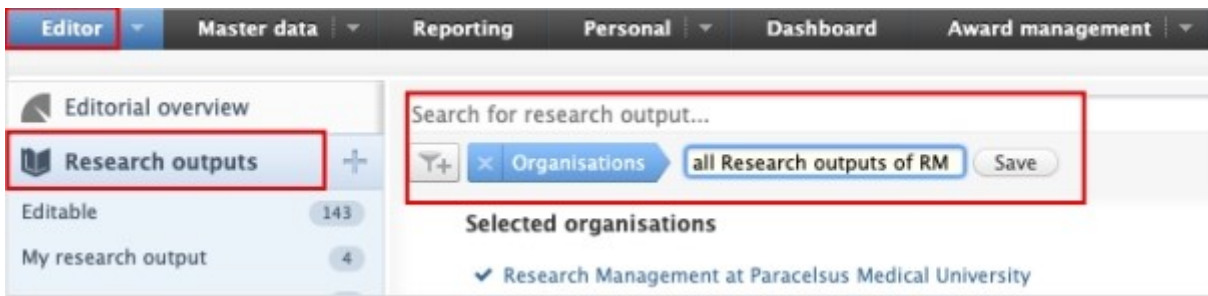 Editor Master data Reporting Personal Dashboard Award management
Editorial overview
Research outputs
Editable 143
My research output 4
Search for research output...
Organisations all Research outputs of RM Save
Selected organisations
Research Management at Paracelsus Medical University